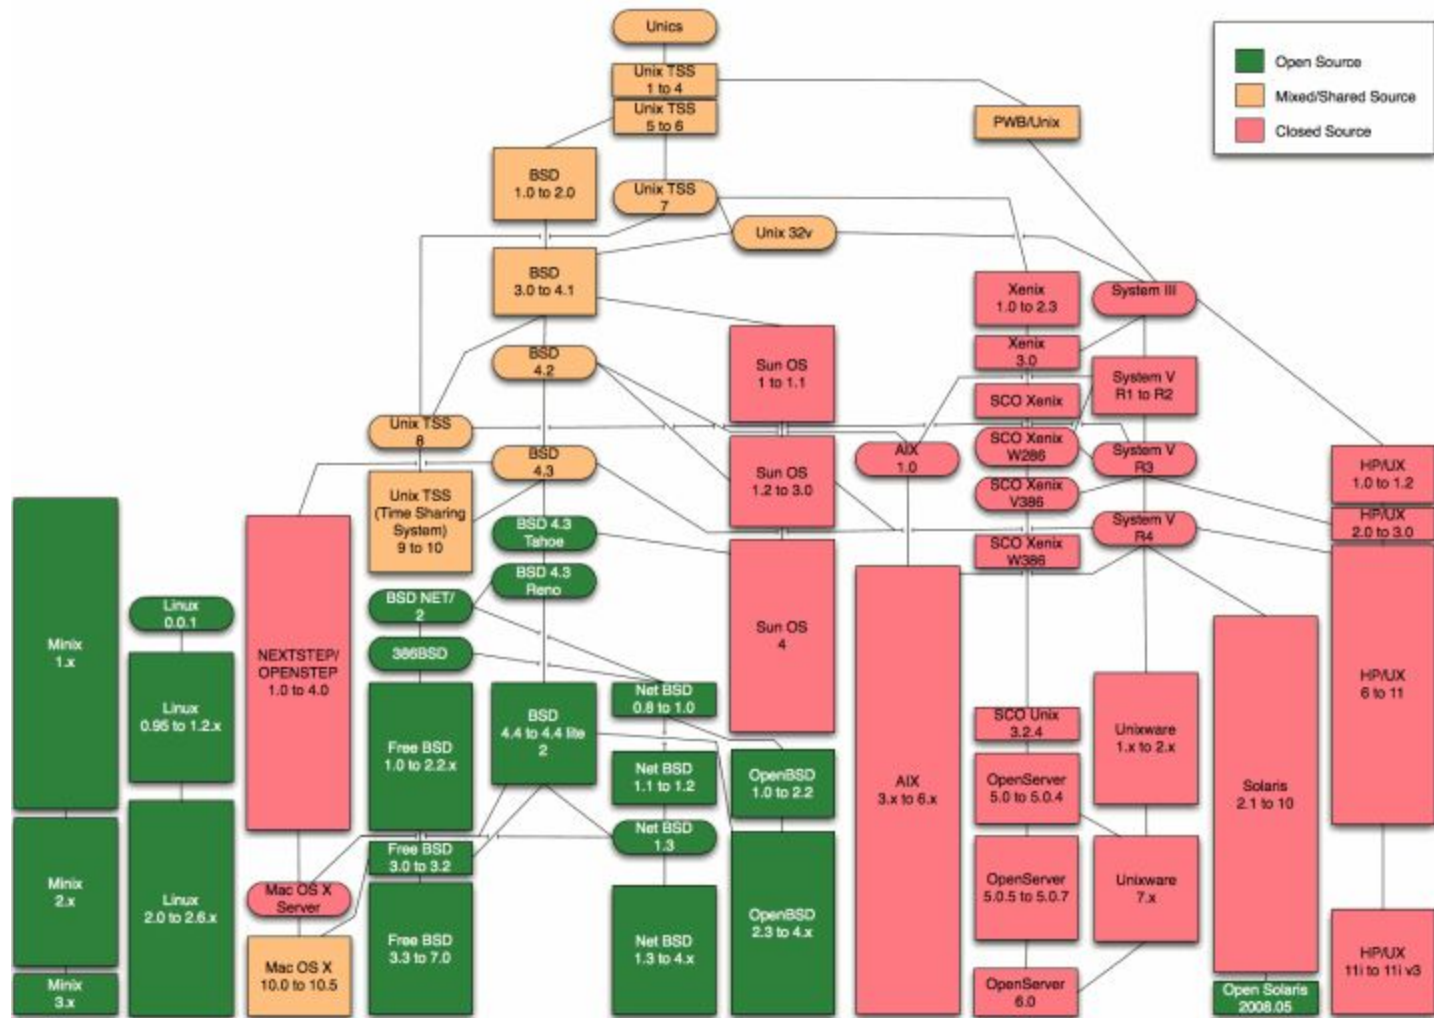 Unics
Unix TSS
1 to 4
Unix TSS
5 to 6
PWB/Unix
Open Source
Mixed/Shared Source
Closed Source
BSD
1.0 to 2.0
Unix TSS
7
Unix 32v
BSD
3.0 to 4.1
Xenix
1.0 to 2.3
System III
BSD
4.2
Sun OS
1 to 1.1
Xenix
3.0
System V
R1 to R2
SCO Xenix
Unix TSS
8
SCO Xenix
W286
AIX
1.0
System V
R3
BSD
4.3
Sun OS
1.2 to 3.0
HP/UX
1.0 to 1.2
SCO Xenix
V386
Unix TSS
(Time Sharing
System)
9 to 10
BSD 4.3
Tahoe
System V
R4
HP/UX
2.0 to 3.0
SCO Xenix
W386
BSD 4.3
Reno
BSD NET/
2
Linux
0.0.1
Minix
1.x
386BSD
Sun OS
4
NEXTSTEP/
OPENSTEP
1.0 to 4.0
Net BSD
0.8 to 1.0
HP/UX
6 to 11
Linux
0.95 to 1.2.x
BSD
4.4 to 4.4 lite
2
SCO Unix
3.2.4
Unixware
1.x to 2.x
Free BSD
1.0 to 2.2.x
Net BSD
1.1 to 1.2
OpenBSD
1.0 to 2.2
AIX
3.x to 6.x
OpenServer
5.0 to 5.0.4
Solaris
2.1 to 10
Net BSD
1.3
Free BSD
3.0 to 3.2
Minix
2.x
Mac OS X
Server
Linux
2.0 to 2.6.x
OpenServer
5.0.5 to 5.0.7
Unixware
7.x
OpenBSD
2.3 to 4.x
Free BSD
3.3 to 7.0
Net BSD
1.3 to 4.x
Mac OS X
10.0 to 10.5
HP/UX
11i to 11i v3
Minix
3.x
OpenServer
6.0
Open Solaris
2008.05